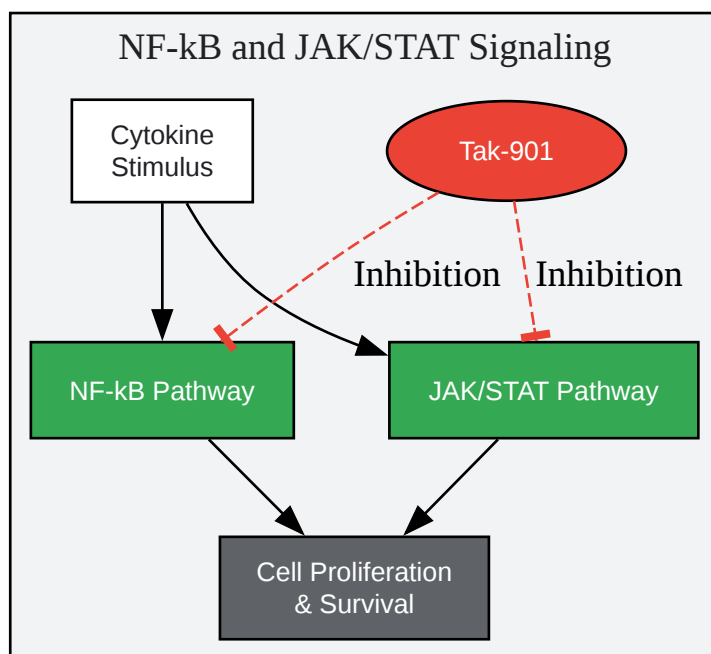 NF-kB and JAK/STAT Signaling
Cytokine
Stimulus
Tak-901
Inhibition
Inhibition
NF-kB Pathway
JAK/STAT Pathway
Cell Proliferation
& Survival